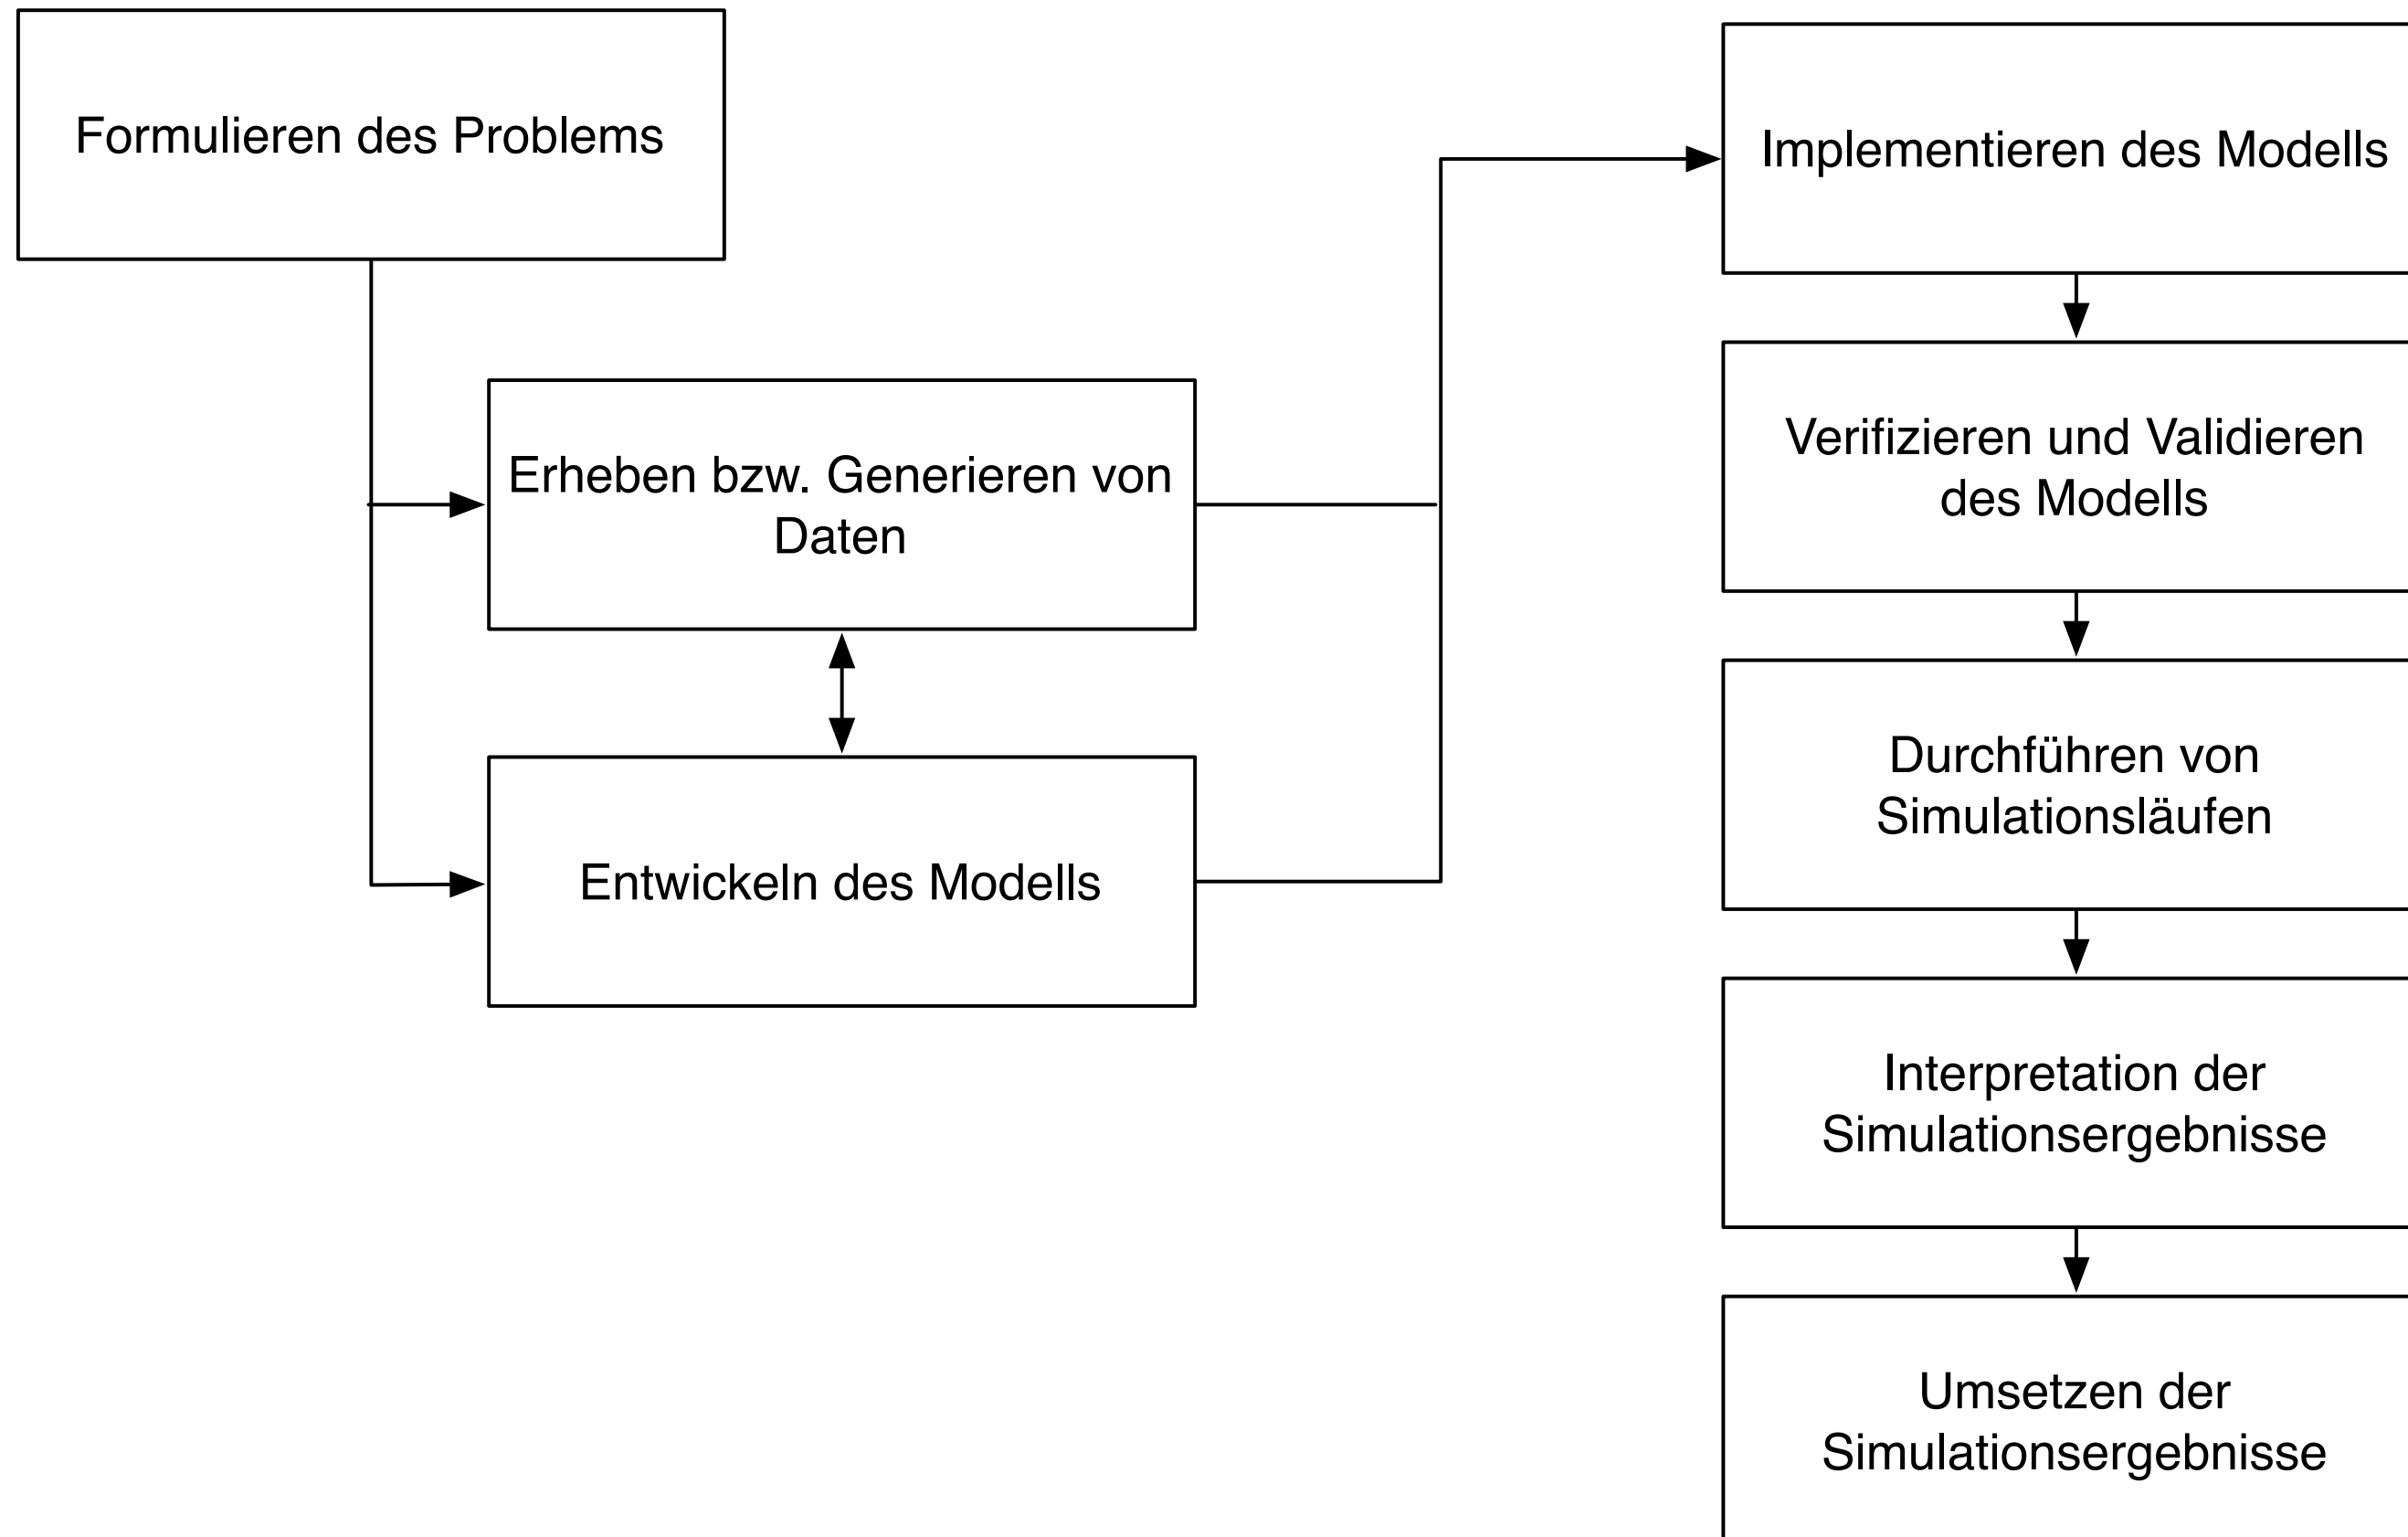 Formulieren des Problems
Erheben bzw. Generieren von
Daten
Entwickeln des Modells
Implementieren des Modells
Verifizieren und Validieren
des Modells
Durchführen von
Simulationsläufen
Interpretation der
Simulationsergebnisse
Umsetzen der
Simulationsergebnisse